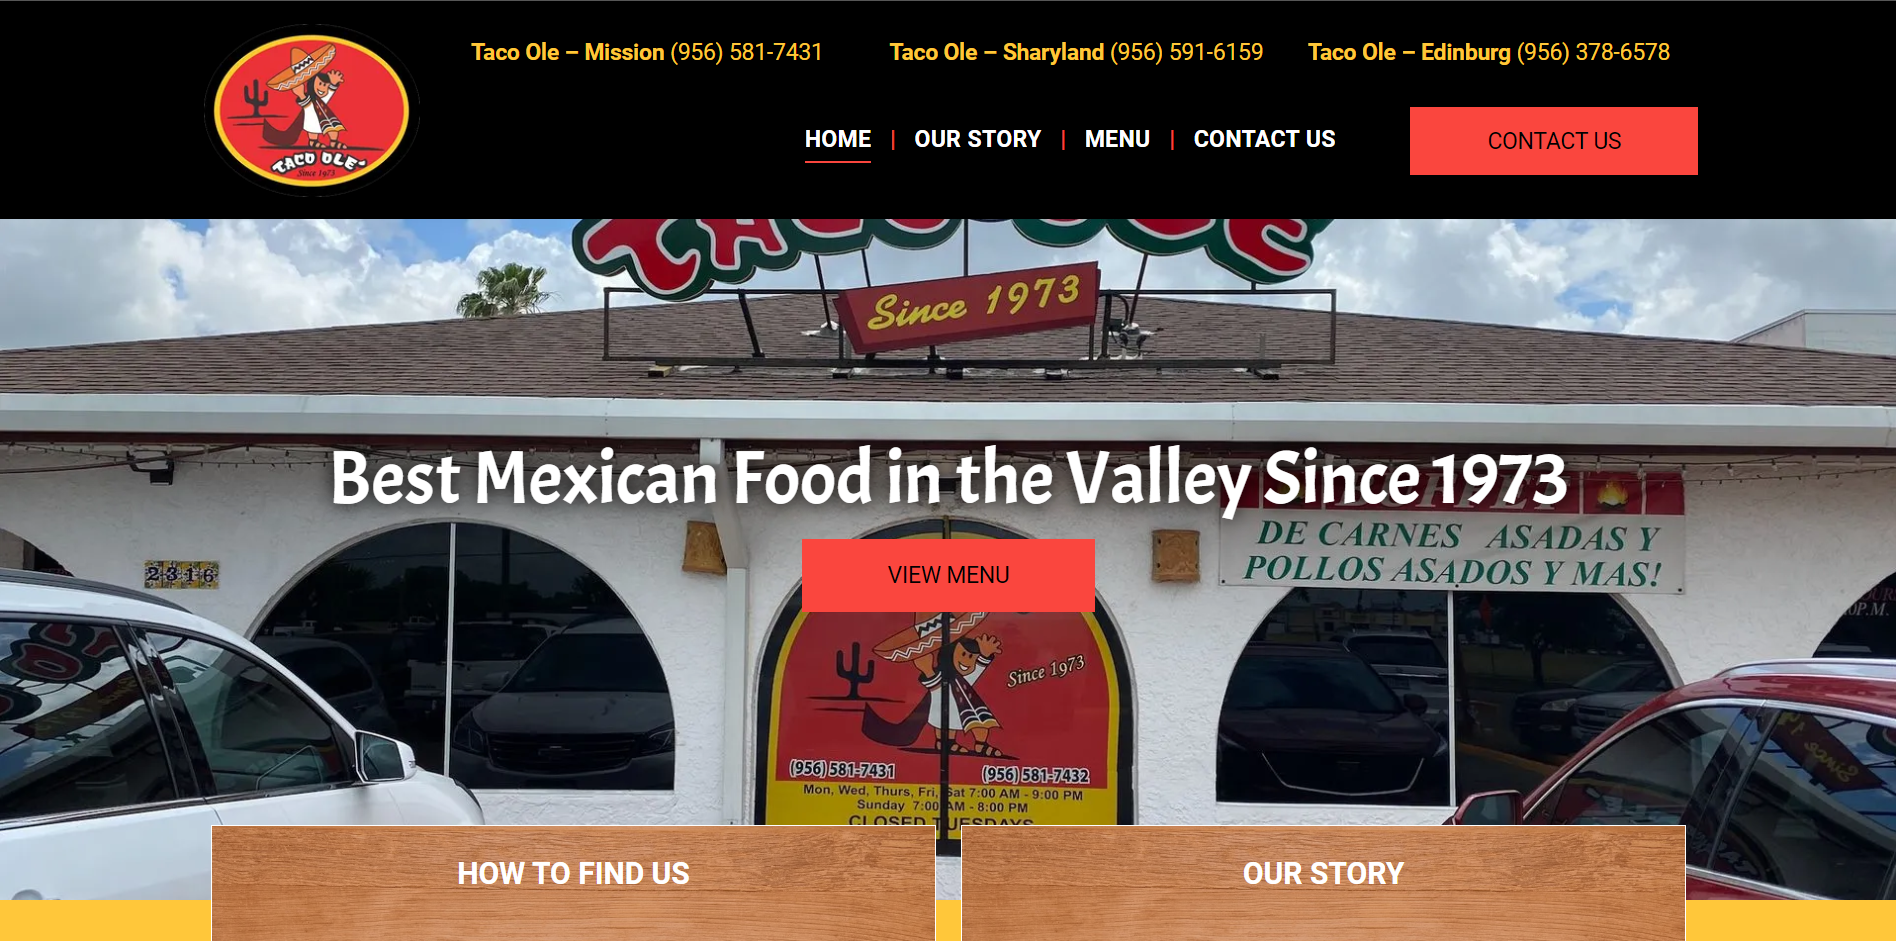 Taco Ole – Mission (956) 581-7431
Taco Ole – Sharyland (956) 591-6159
Taco Ole – Edinburg (956) 378-6578
TACO OLE'
Since 1973
HOME | OUR STORY | MENU | CONTACT US
CONTACT US
TACO OLE
Since 1973
Best Mexican Food in the Valley Since 1973
BUFFET
DE CARNES ASADAS Y
POLLOS ASADOS Y MAS!
2316
VIEW MENU
Since 1973
(956) 581-7431 (956) 581-7432
Mon, Wed, Thurs, Fri, Sat 7:00 AM - 9:00 PM
Sunday 7:00 AM - 8:00 PM
CLOSED TUESDAYS
HOW TO FIND US
OUR STORY